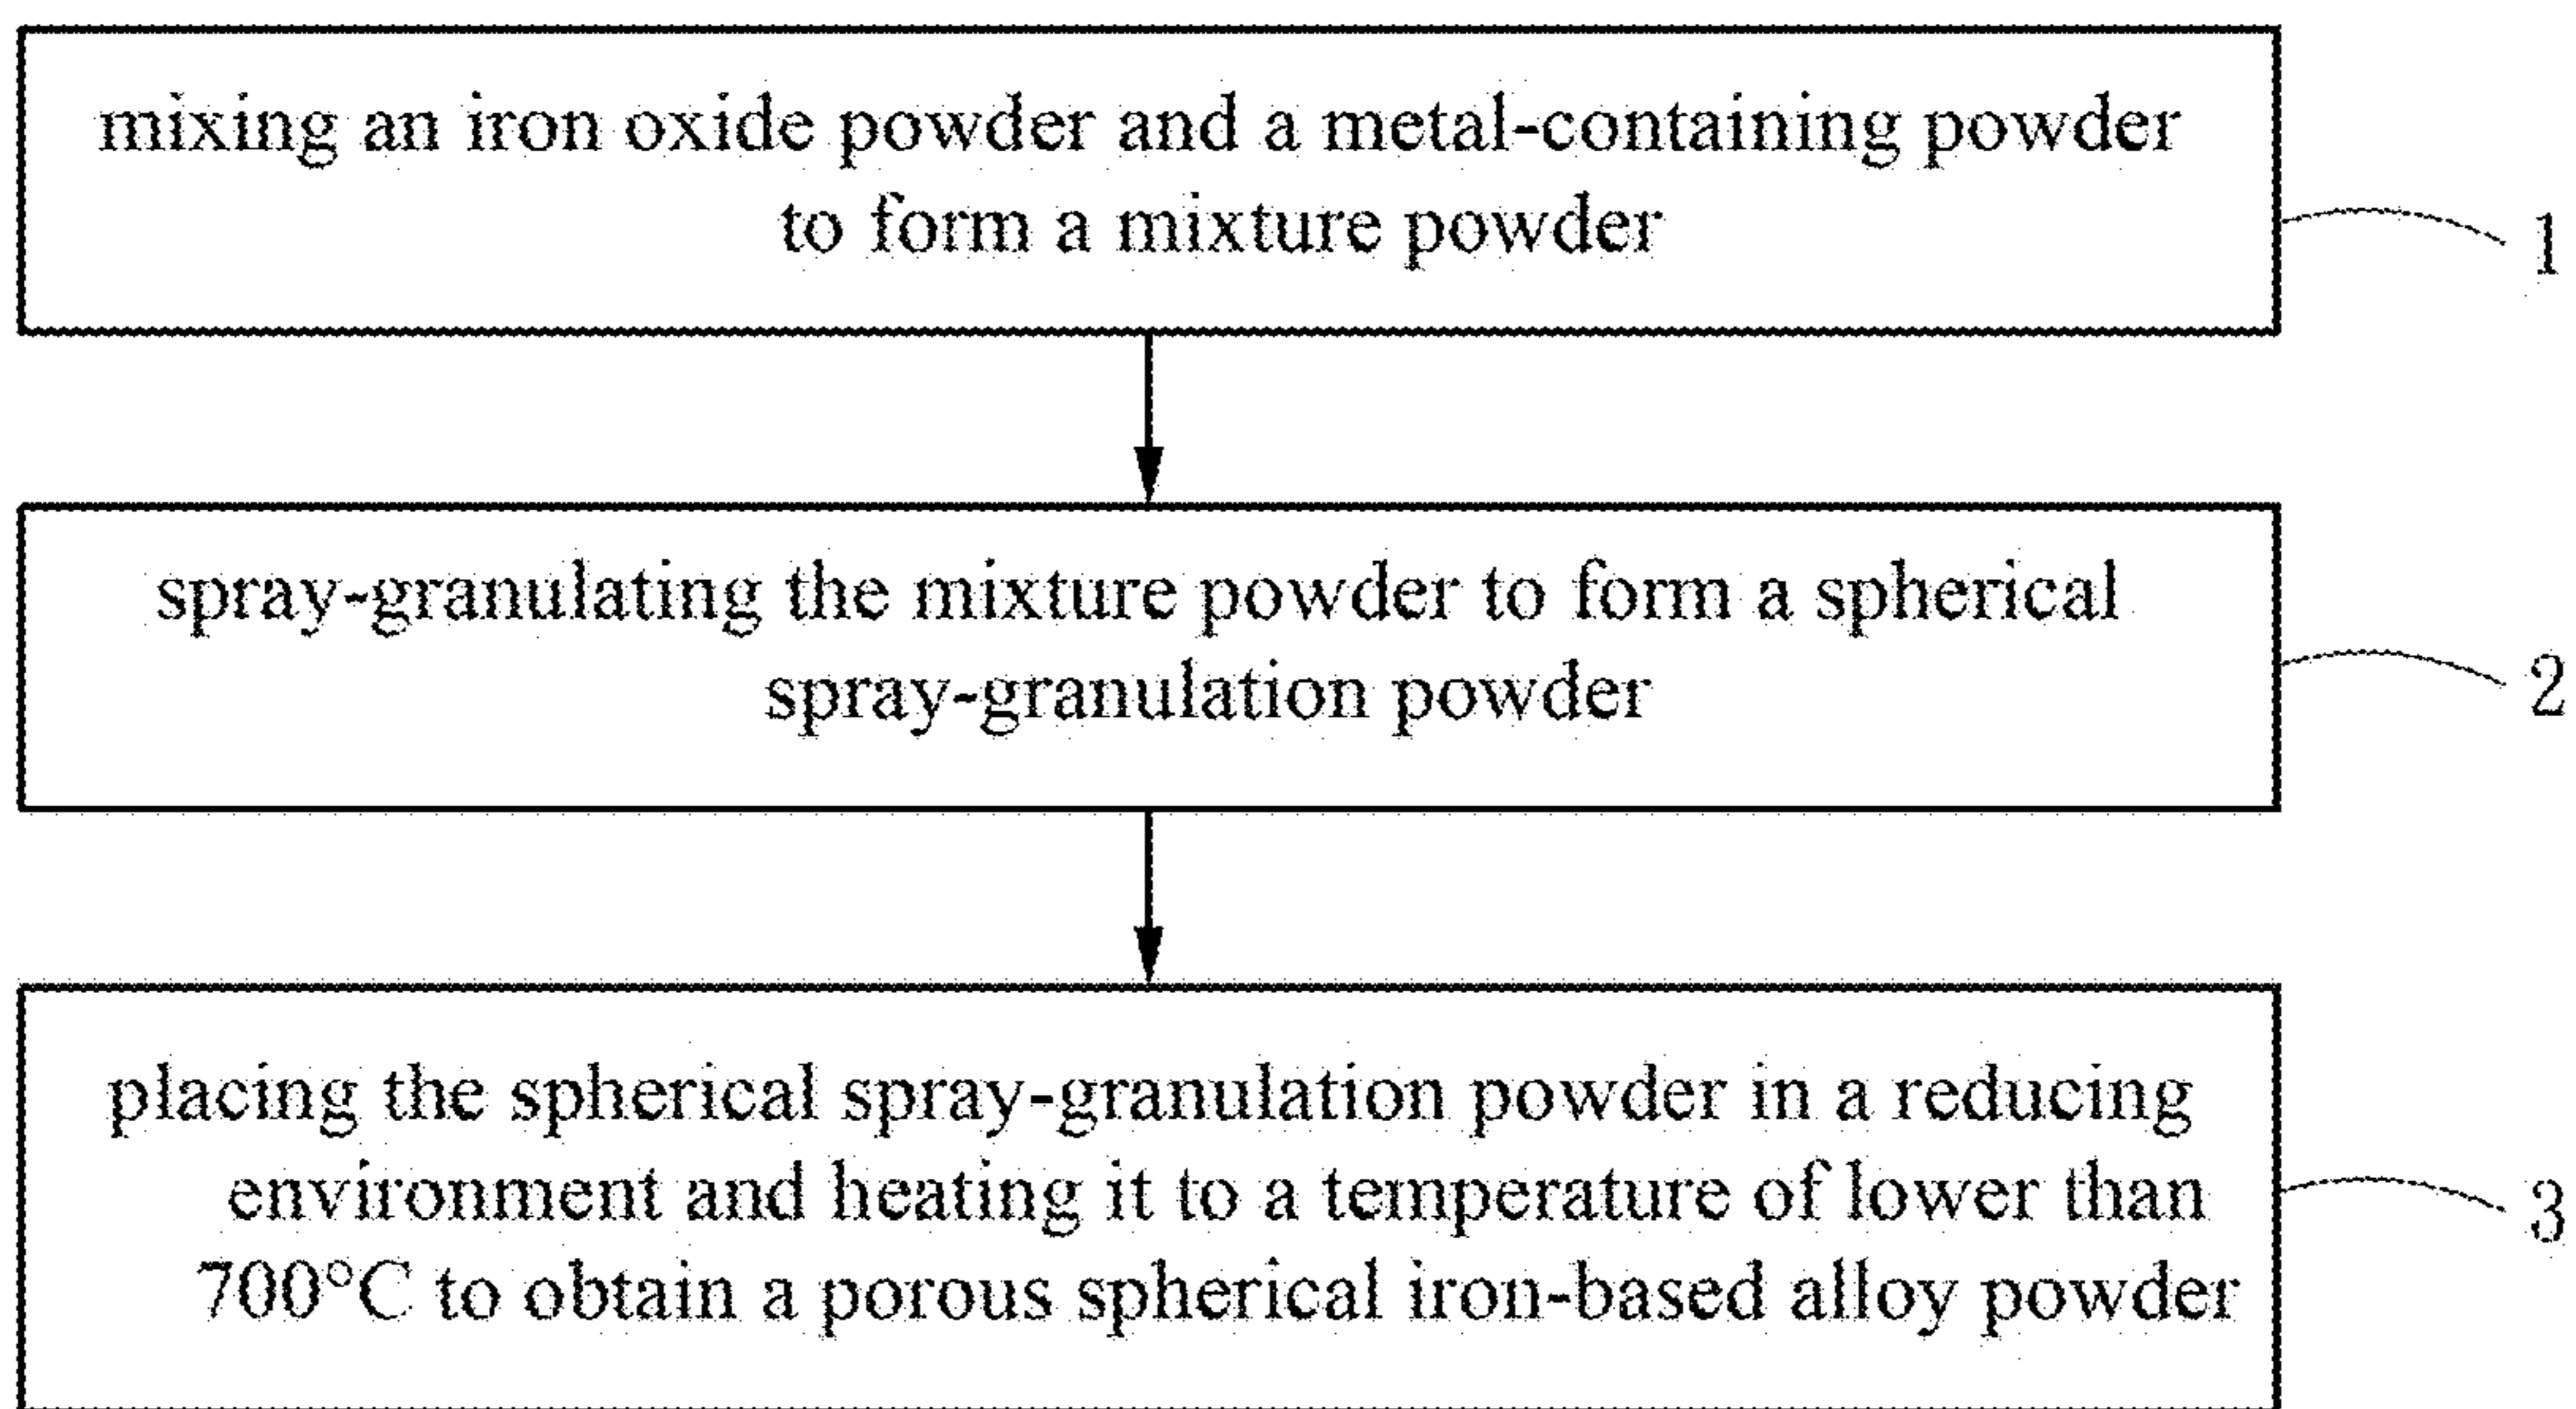 mixing an iron oxide powder and a metal-containing powder
to form a mixture powder
1
spray-granulating the mixture powder to form a spherical
spray-granulation powder
2
placing the spherical spray-granulation powder in a reducing
environment and heating it to a temperature of lower than
700°C to obtain a porous spherical iron-based alloy powder
3